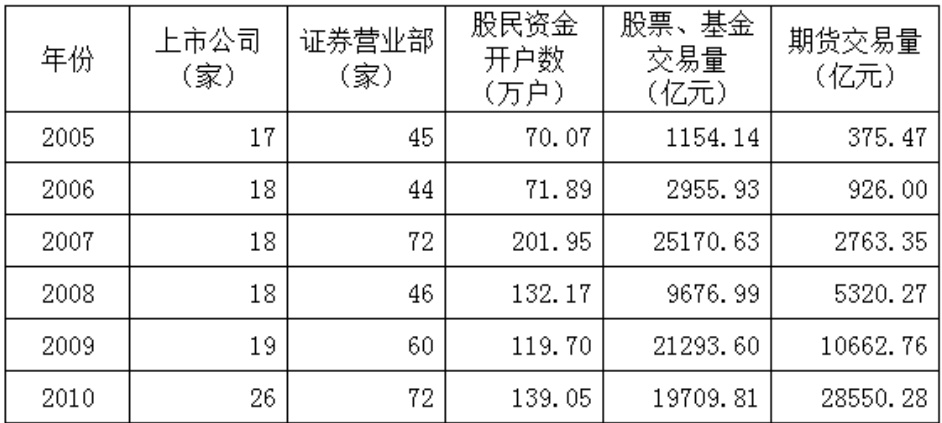 年份 上市公司（家） 证券营业部（家） 股民资金开户数（万户） 股票、基金交易量（亿元） 期货交易量（亿元）
2005 17 45 70.07 1154.14 375.47
2006 18 44 71.89 2955.93 926.00
2007 18 72 201.95 25170.63 2763.35
2008 18 46 132.17 9676.99 5320.27
2009 19 60 119.70 21293.60 10662.76
2010 26 72 139.05 19709.81 28550.28